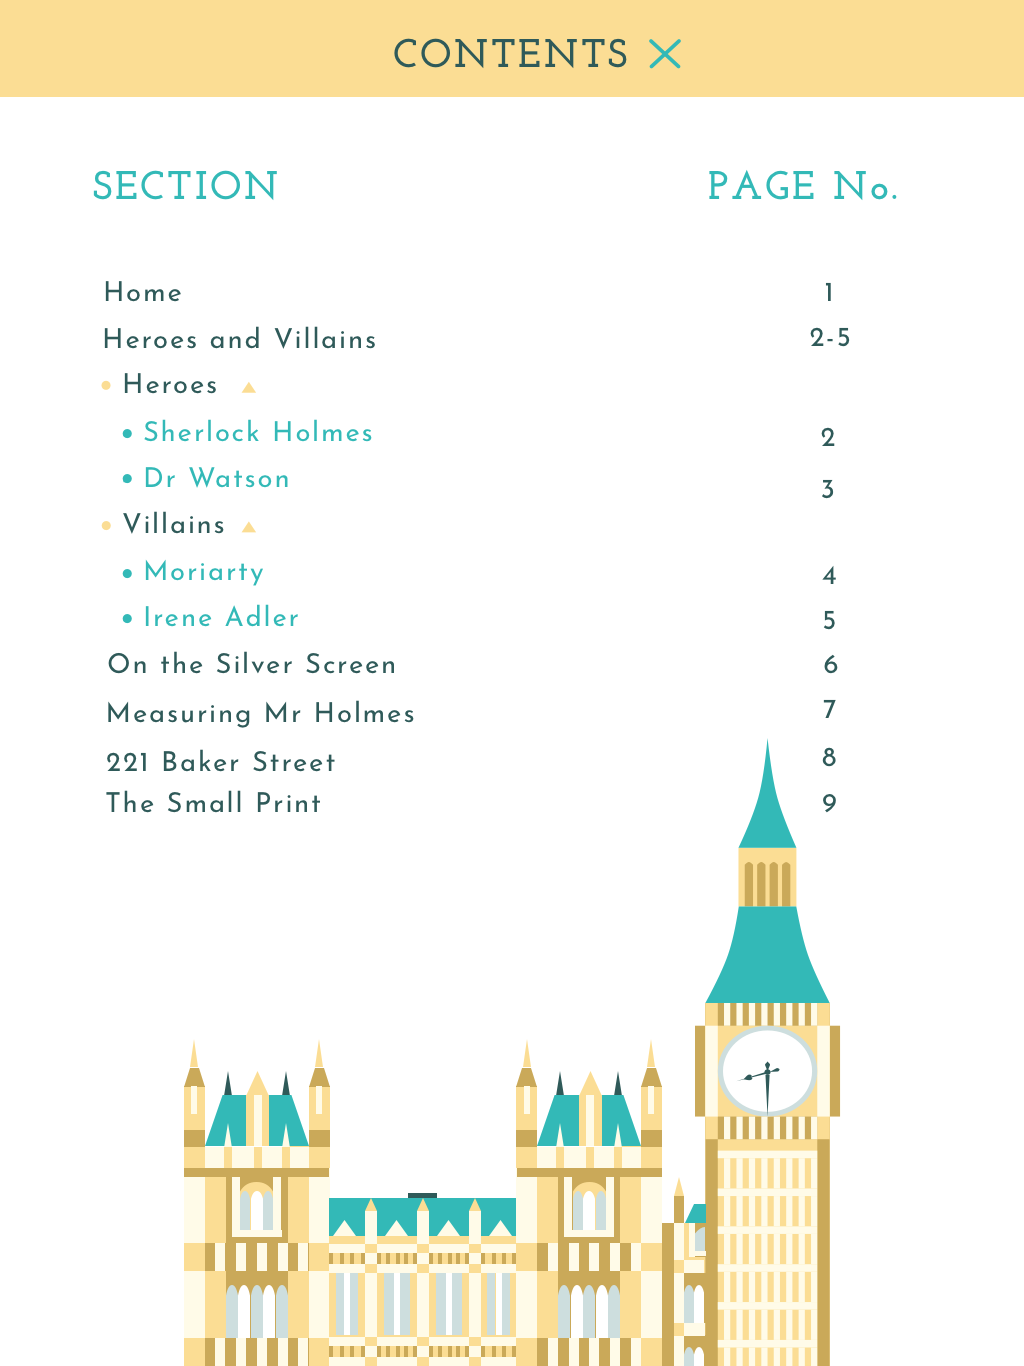 CONTENTS
SECTION PAGE No.
Home 1
Heroes and Villains 2-5
• Heroes
• Sherlock Holmes 2
• Dr Watson 3
• Villains
• Moriarty 4
• Irene Adler 5
On the Silver Screen 6
Measuring Mr Holmes 7
221 Baker Street 8
The Small Print 9